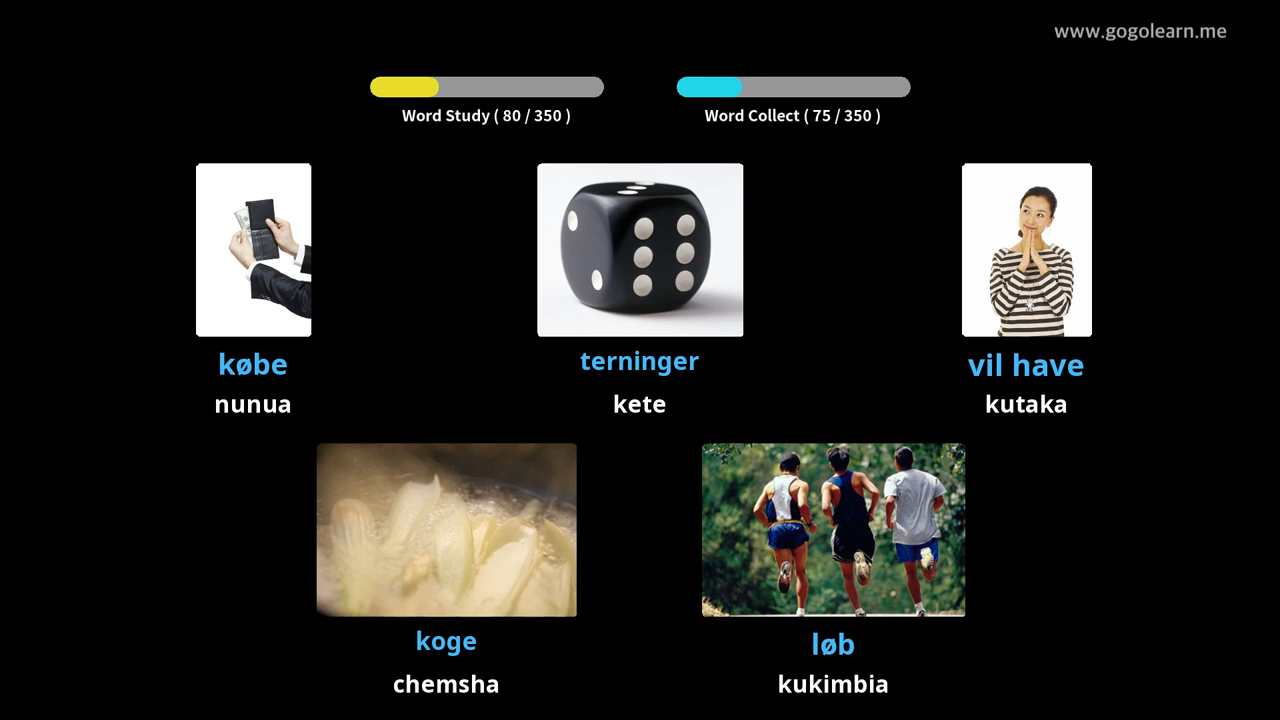 www.gogolearn.me
Word Study ( 80 / 350 )
Word Collect ( 75 / 350 )
købe
nunua
terninger
kete
vil have
kutaka
koge
chemsha
løb
kukimbia